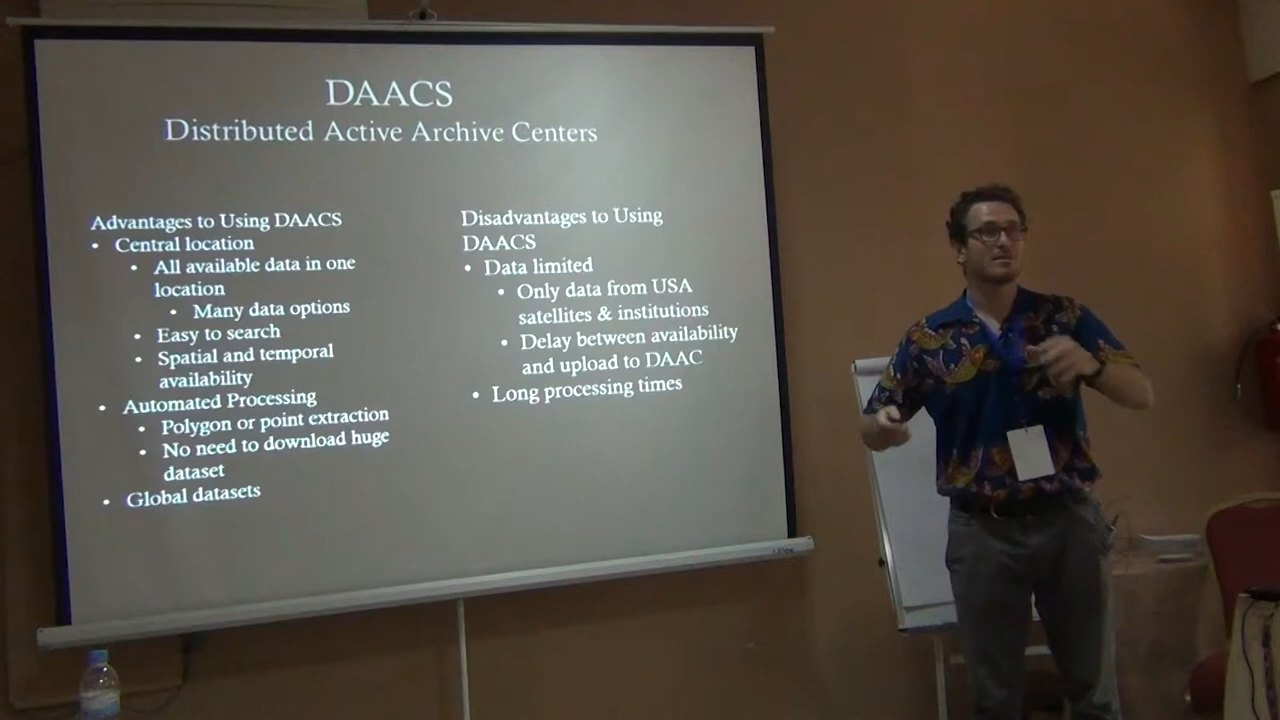 DAACS
Distributed Active Archive Centers
Advantages to Using DAACS
• Central location
• All available data in one
location
• Many data options
• Easy to search
• Spatial and temporal
availability
• Automated Processing
• Polygon or point extraction
• No need to download huge
dataset
• Global datasets
Disadvantages to Using
DAACS
• Data limited
• Only data from USA
satellites & institutions
• Delay between availability
and upload to DAAC
• Long processing times